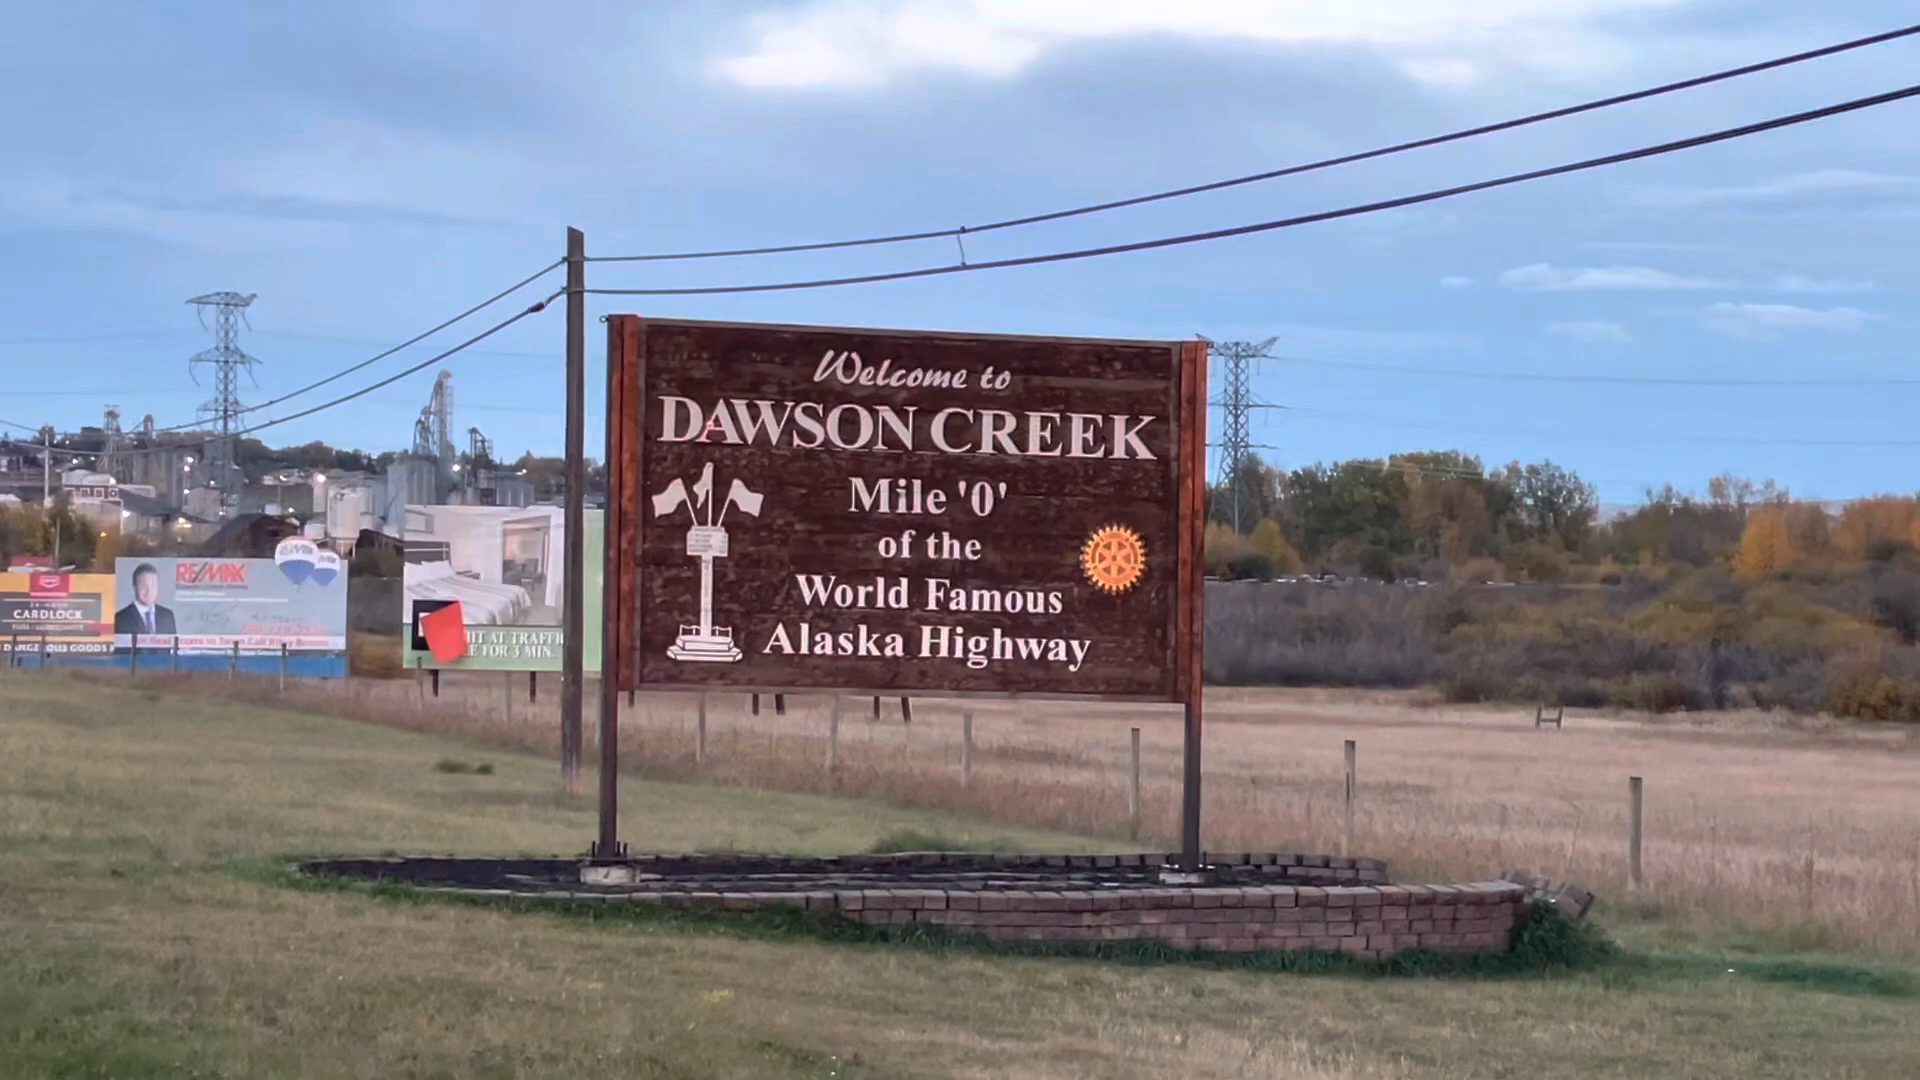 Welcome to
DAWSON CREEK
Mile '0'
of the
World Famous
Alaska Highway
RE/MAX
CARDLOCK
DANGEROUS GOODS
AT TRAFFI
E FOR 3 MIN.